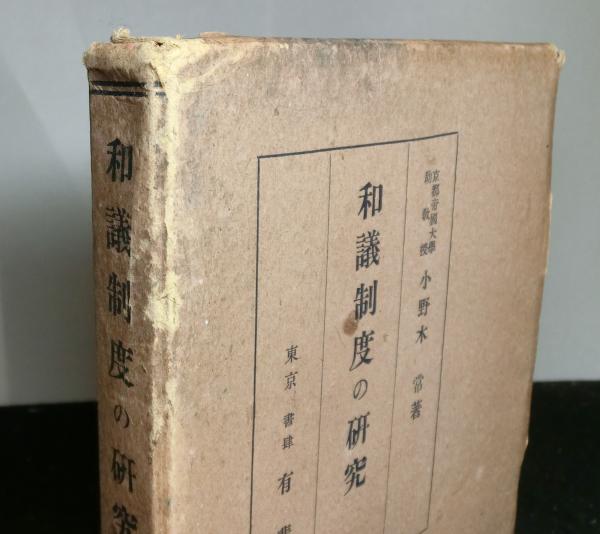 京都帝國大學
助教授
小野木 常著
和議制度の研究
東京 書肆 有
和議制度の研究